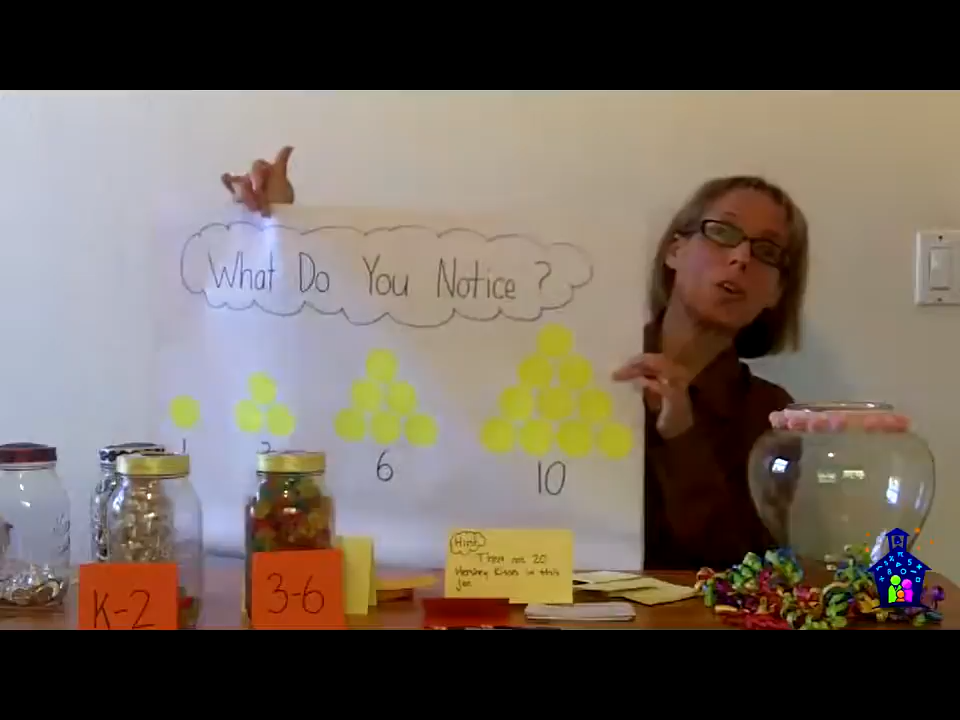 What Do You Notice?
1
3
6
10
Hint:
There are 20
Hershey Kisses in this
jar
K-2
3-6